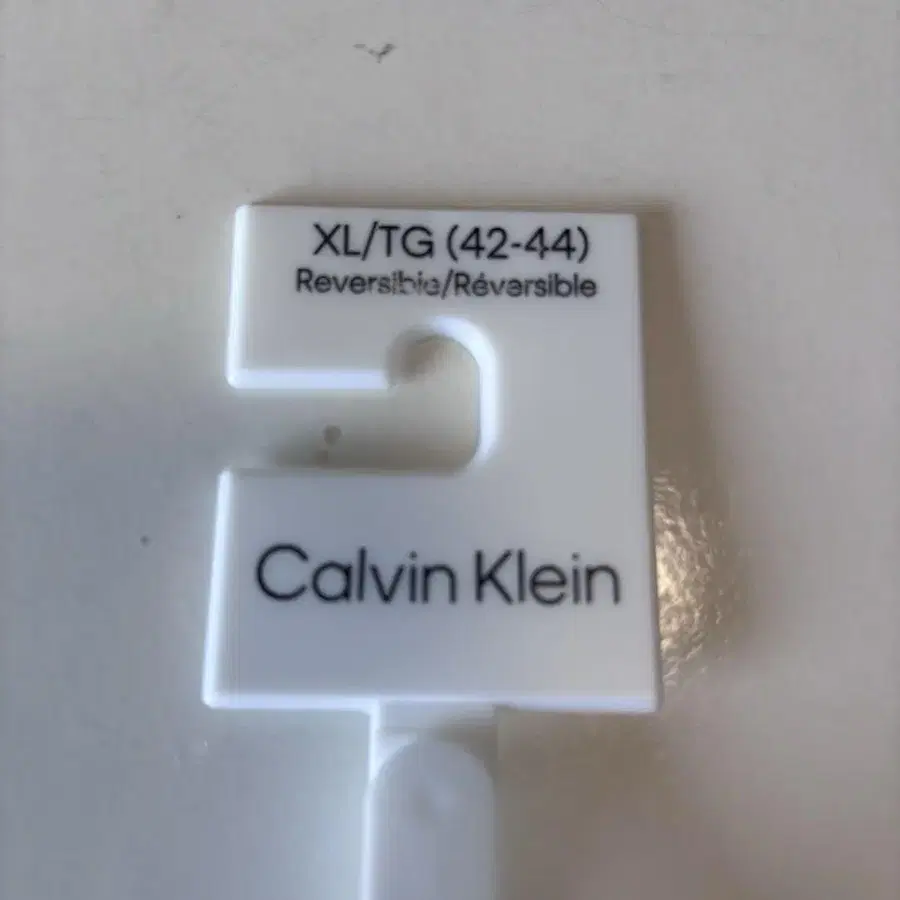 XL/TG (42-44)
Reversible/Réversible
Calvin Klein